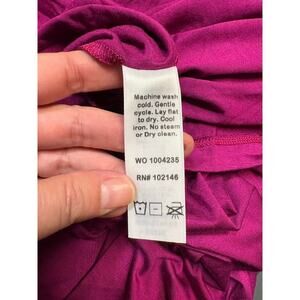 Machine wash
cold. Gentle
cycle. Lay flat
to dry. Cool
iron. No steam
or Dry clean.
WO 1004235
RN# 102146